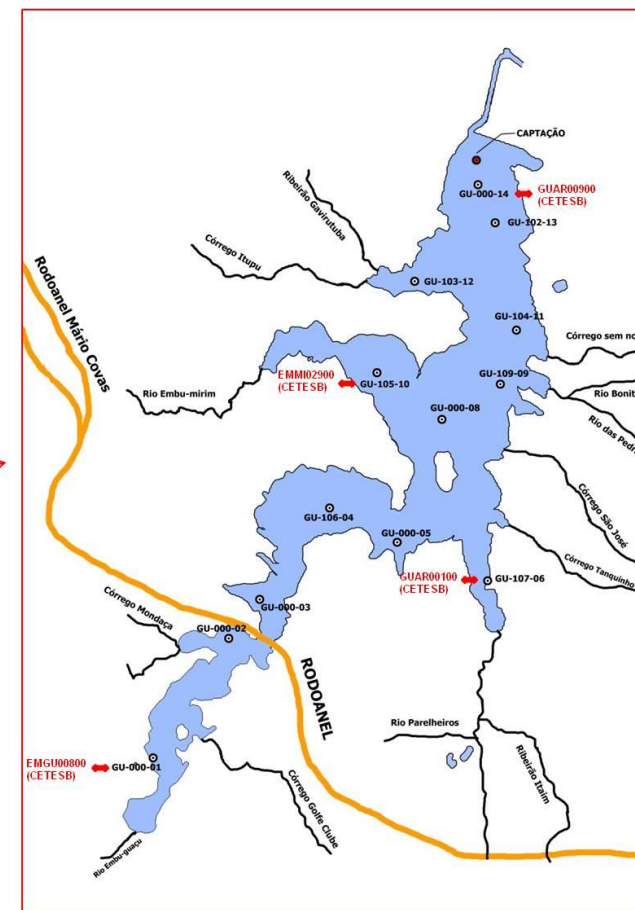 CAPTAÇÃO
Ribeirão Gavirutuba
GU-000-14
GUAR00900
(CETESB)
GU-102-13
Córrego Itupu
Rodoanel Mário Covas
GU-103-12
GU-104-11
Córrego sem no
EMMI02900
(CETESB)
GU-105-10
GU-109-09
Rio Embu-mirim
Rio Bonit
GU-000-08
Rio das Pedr
Córrego São José
GU-106-04
GU-000-05
Córrego Tanquinho
GUAR00100
(CETESB)
GU-107-06
Córrego Mondaça
GU-000-03
GU-000-02
RODOANEL
Rio Parelheiros
Ribeirão Itaim
EMGU00800
(CETESB)
GU-000-01
Córrego Golfe Clube
Rio Embu-guaçu